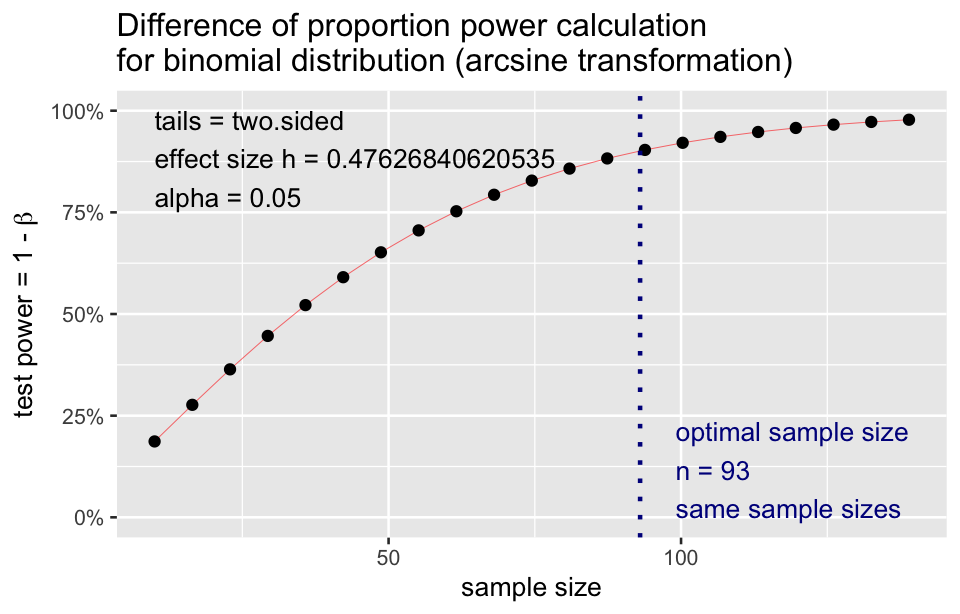 Difference of proportion power calculation
for binomial distribution (arcsine transformation)
100%
75%
50%
25%
0%
test power = 1 - β
tails = two.sided
effect size h = 0.47626840620535
alpha = 0.05
optimal sample size
n = 93
same sample sizes
50
100
sample size